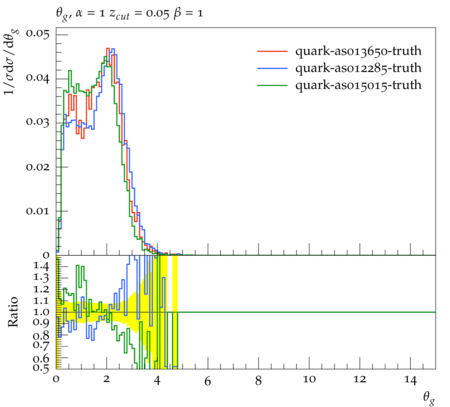 θg, α = 1 zcut = 0.05 β = 1
1/σ dσ/dθg
0.05
0.04
0.03
0.02
0.01
0
quark-as013650-truth
quark-as012285-truth
quark-as015015-truth
Ratio
1.4
1.3
1.2
1.1
1.0
0.9
0.8
0.7
0.6
0.5
0 2 4 6 8 10 12 14
θg